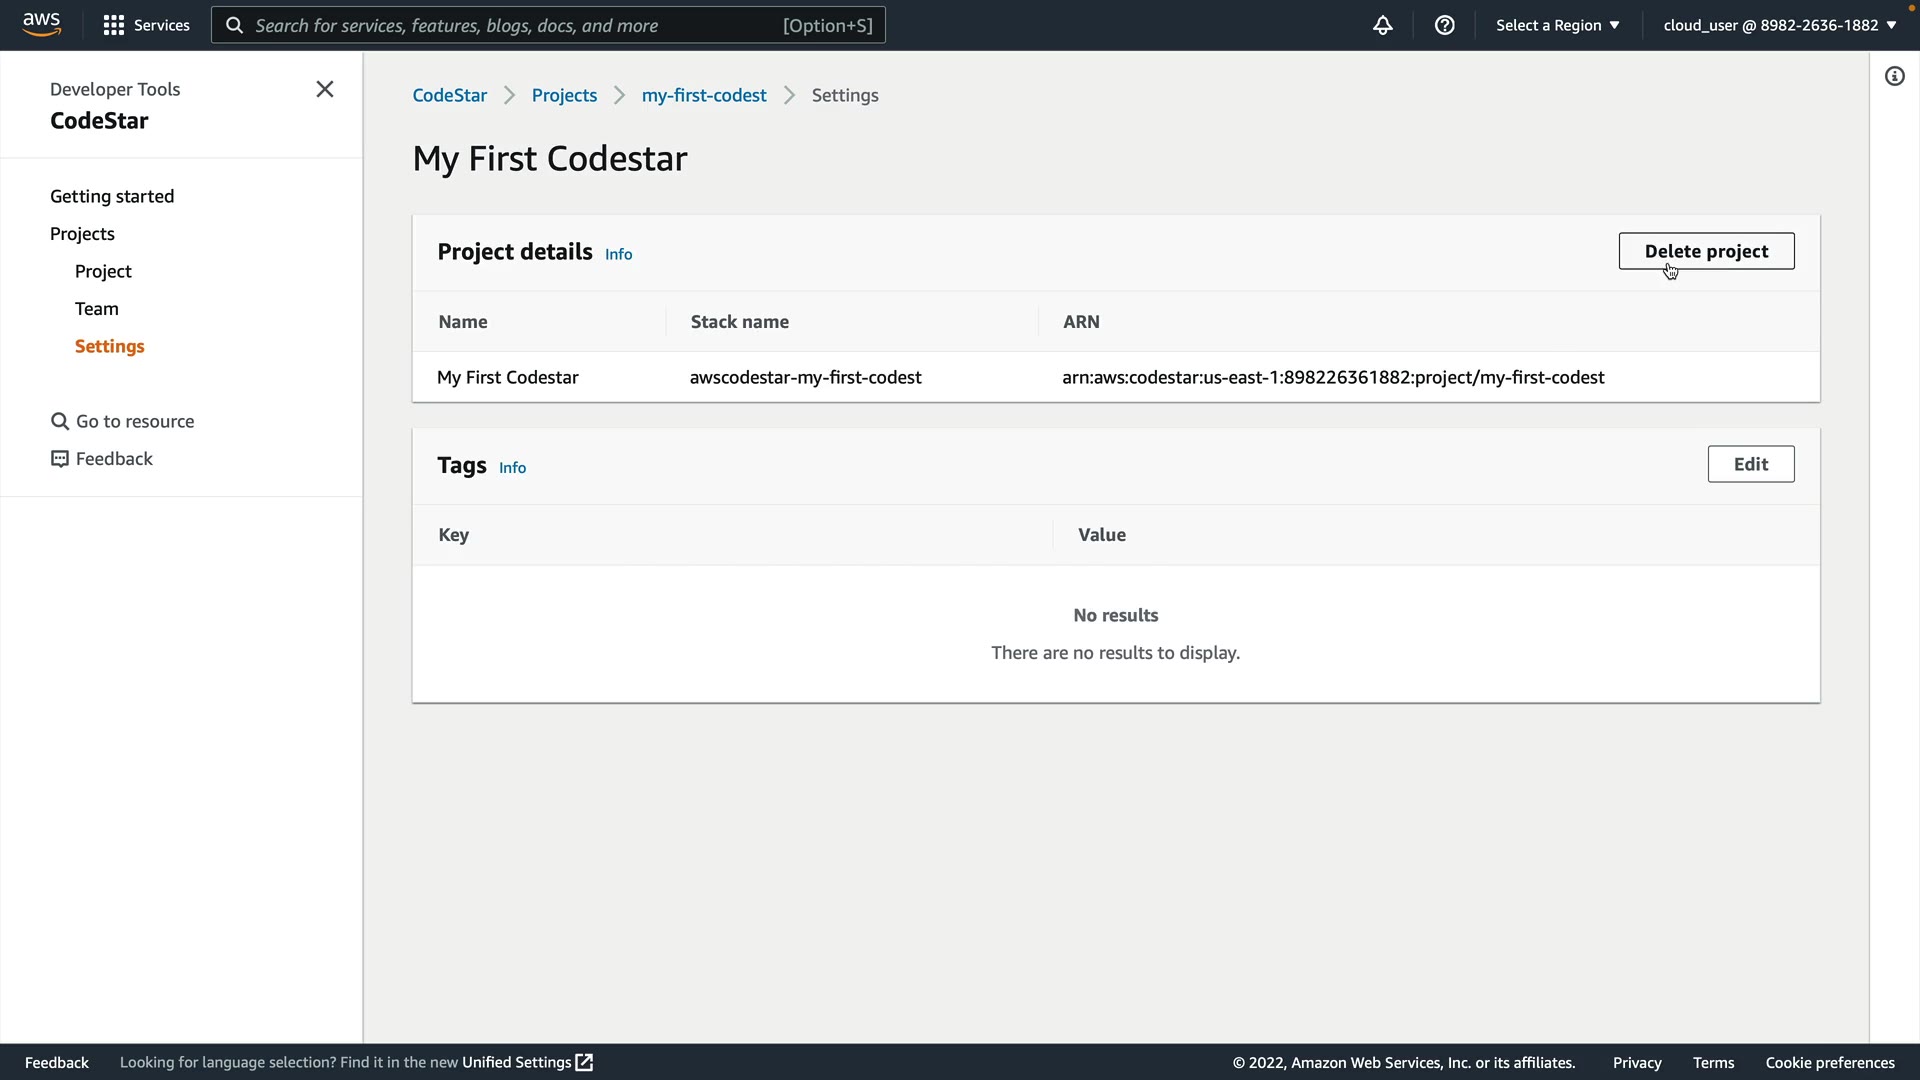 aws
Services
Search for services, features, blogs, docs, and more [Option+S]
Select a Region
cloud_user @ 8982-2636-1882
Developer Tools
CodeStar
Getting started
Projects
Project
Team
Settings
Go to resource
Feedback
CodeStar Projects my-first-codest Settings
My First Codestar
Project details Info
Delete project
Name Stack name ARN
My First Codestar awscodestar-my-first-codest arn:aws:codestar:us-east-1:898226361882:project/my-first-codest
Tags Info
Edit
Key Value
No results
There are no results to display.
Feedback Looking for language selection? Find it in the new Unified Settings © 2022, Amazon Web Services, Inc. or its affiliates. Privacy Terms Cookie preferences